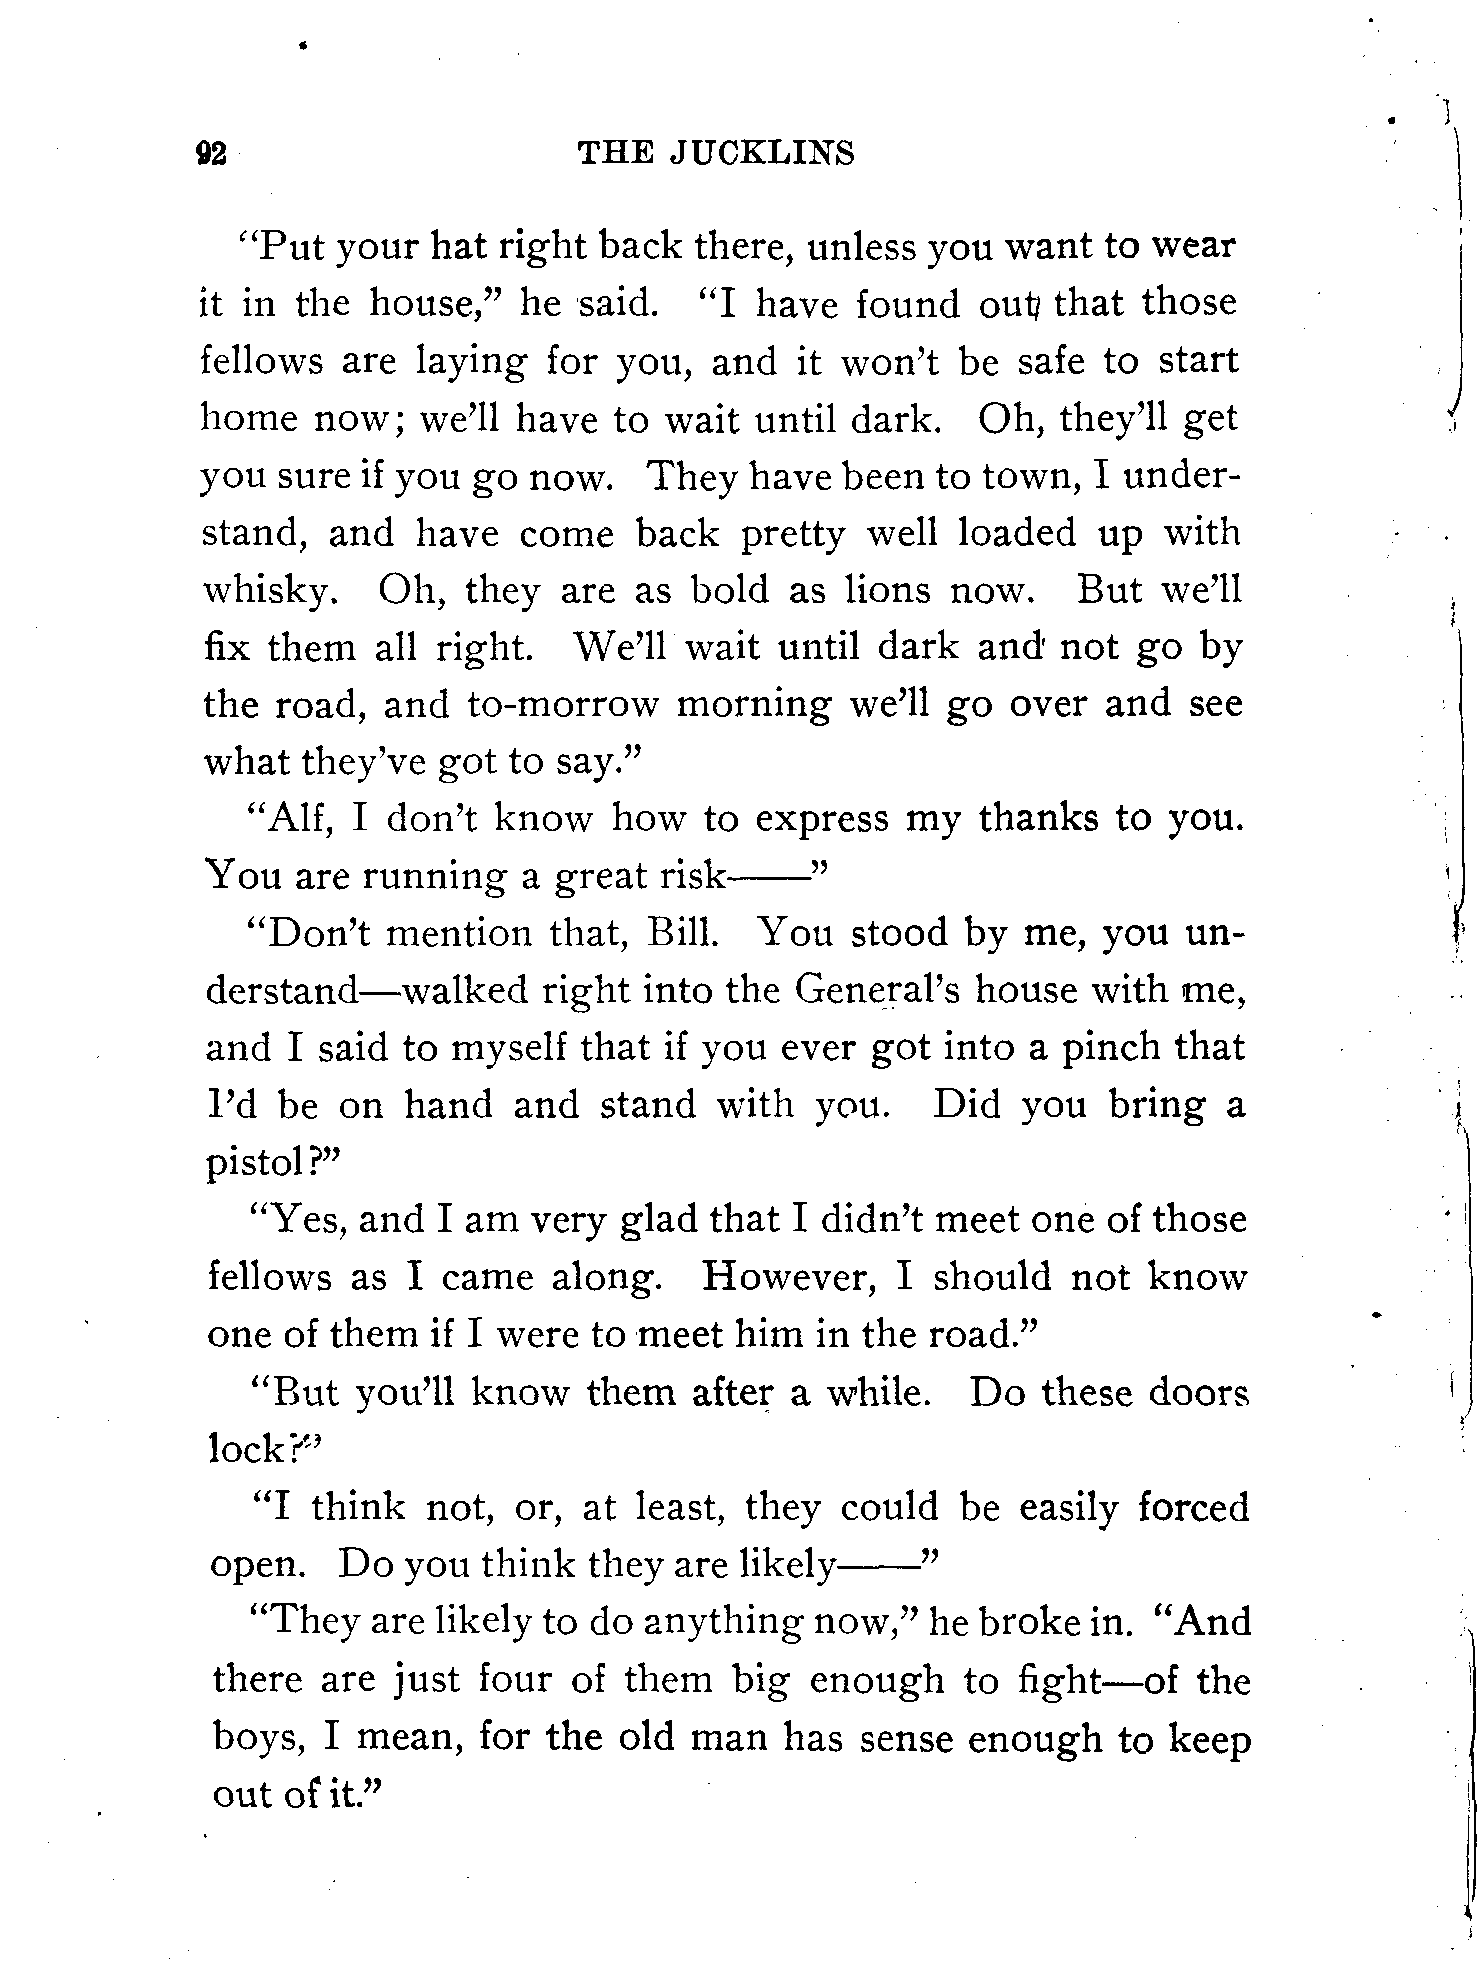 92 THE JUCKLINS
“Put your hat right back there, unless you want to wear
it in the house,” he said. “I have found out that those
fellows are laying for you, and it won’t be safe to start
home now; we’ll have to wait until dark. Oh, they’ll get
you sure if you go now. They have been to town, I under-
stand, and have come back pretty well loaded up with
whisky. Oh, they are as bold as lions now. But we’ll
fix them all right. We’ll wait until dark and not go by
the road, and to-morrow morning we’ll go over and see
what they’ve got to say.”
“Alf, I don’t know how to express my thanks to you.
You are running a great risk——”
“Don’t mention that, Bill. You stood by me, you un-
derstand—walked right into the General’s house with me,
and I said to myself that if you ever got into a pinch that
I’d be on hand and stand with you. Did you bring a
pistol?”
“Yes, and I am very glad that I didn’t meet one of those
fellows as I came along. However, I should not know
one of them if I were to meet him in the road.”
“But you’ll know them after a while. Do these doors
lock?”
“I think not, or, at least, they could be easily forced
open. Do you think they are likely——”
“They are likely to do anything now,” he broke in. “And
there are just four of them big enough to fight—of the
boys, I mean, for the old man has sense enough to keep
out of it.”